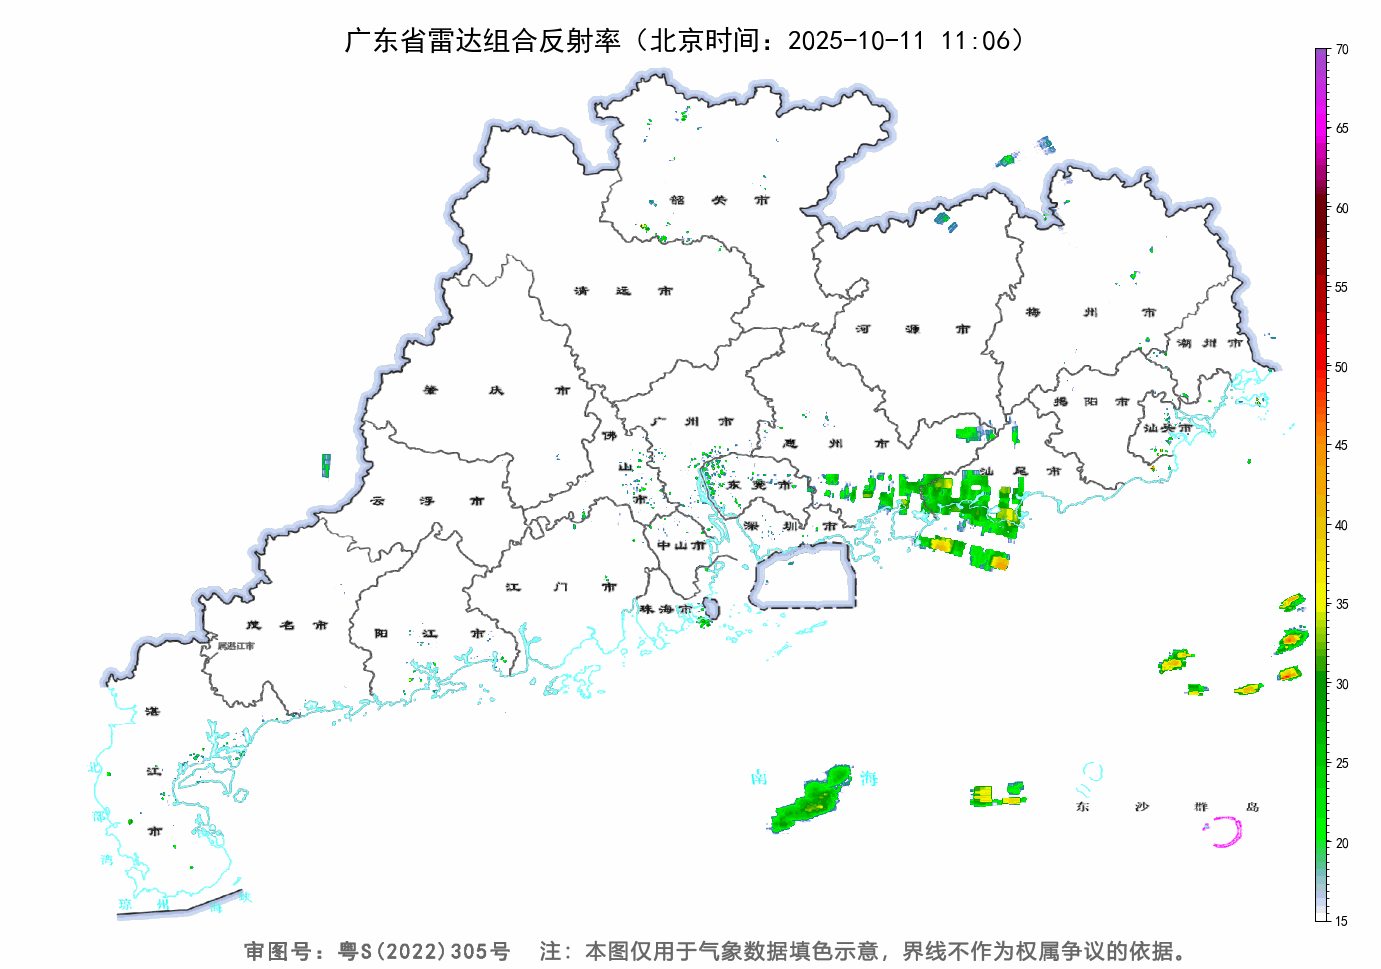 广东省雷达组合反射率（北京时间：2025-10-11 11:06）
70
65
60
55
50
45
40
35
30
25
20
15
韶 关 市
清 远 市
河 源 市
梅 州 市
潮 州 市
肇 庆 市
广 州 市
佛 山 市
惠 州 市
揭 阳 市
汕 头 市
汕 尾 市
东 莞 市
云 浮 市
深 圳 市
中 山 市
江 门 市
珠 海 市
茂 名 市
阳 江 市
属湛江市
湛 江 市
北 部 湾
南 海
东 沙 群 岛
琼 州 海 峡
审图号：粤S(2022)305号 注：本图仅用于气象数据填色示意，界线不作为权属争议的依据。